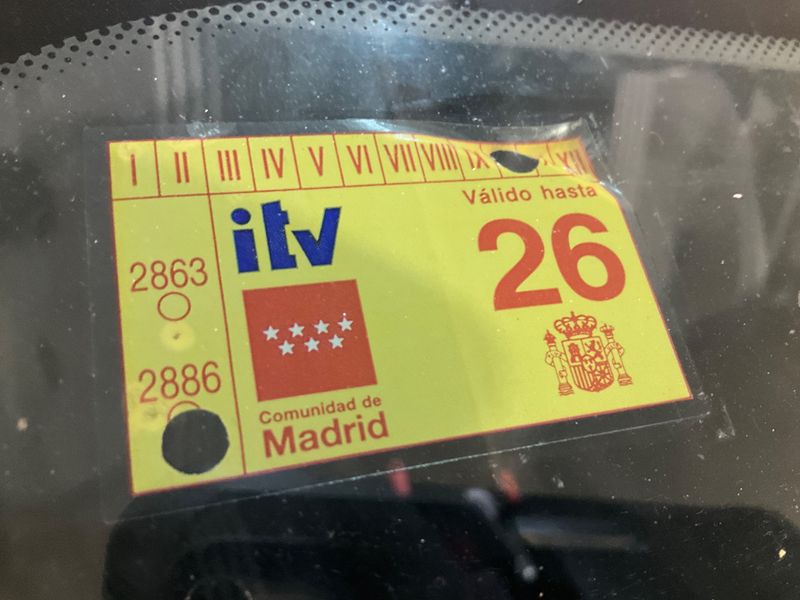 I II III IV V VI VII VIII IX XII
Válido hasta
itv
26
2863
2886
Comunidad de
Madrid